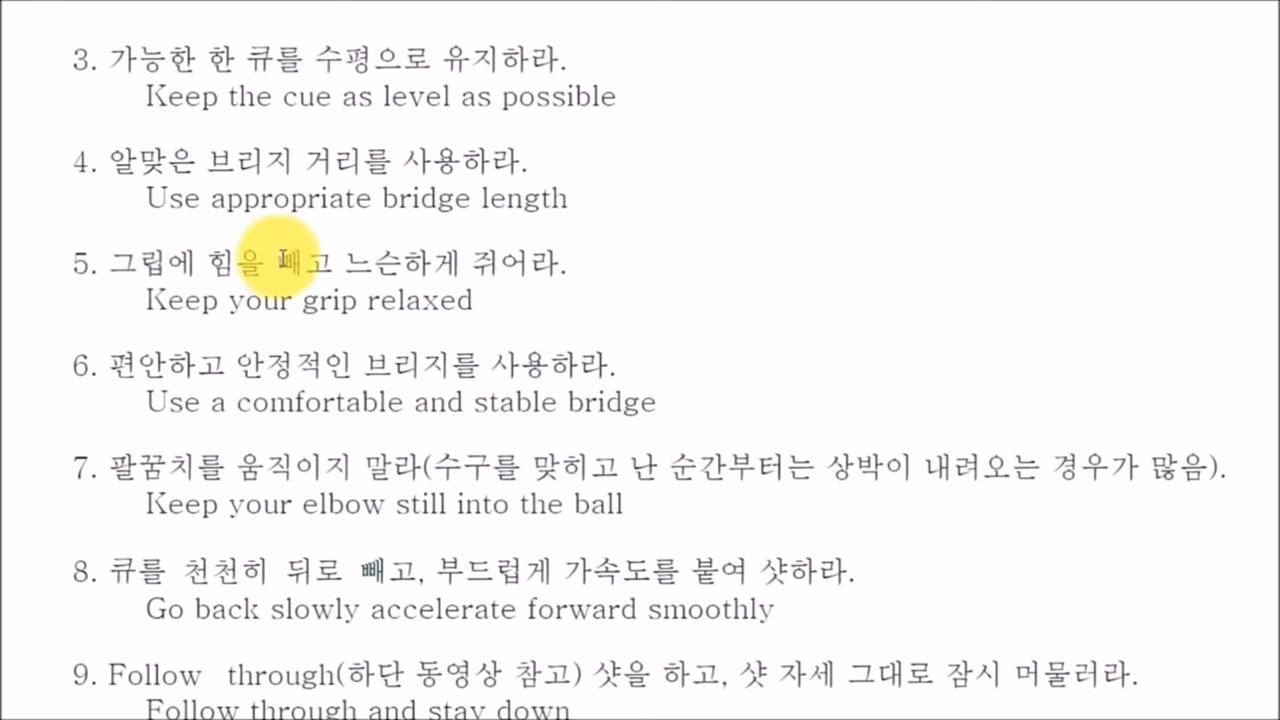 3. 가능한 한 큐를 수평으로 유지하라.
Keep the cue as level as possible
4. 알맞은 브리지 거리를 사용하라.
Use appropriate bridge length
5. 그립에 힘을 빼고 느슨하게 쥐어라.
Keep your grip relaxed
6. 편안하고 안정적인 브리지를 사용하라.
Use a comfortable and stable bridge
7. 팔꿈치를 움직이지 말라(수구를 맞히고 난 순간부터는 상박이 내려오는 경우가 많음).
Keep your elbow still into the ball
8. 큐를 천천히 뒤로 빼고, 부드럽게 가속도를 붙여 샷하라.
Go back slowly accelerate forward smoothly
9. Follow through(하단 동영상 참고) 샷을 하고, 샷 자세 그대로 잠시 머물러라.
Follow through and stay down